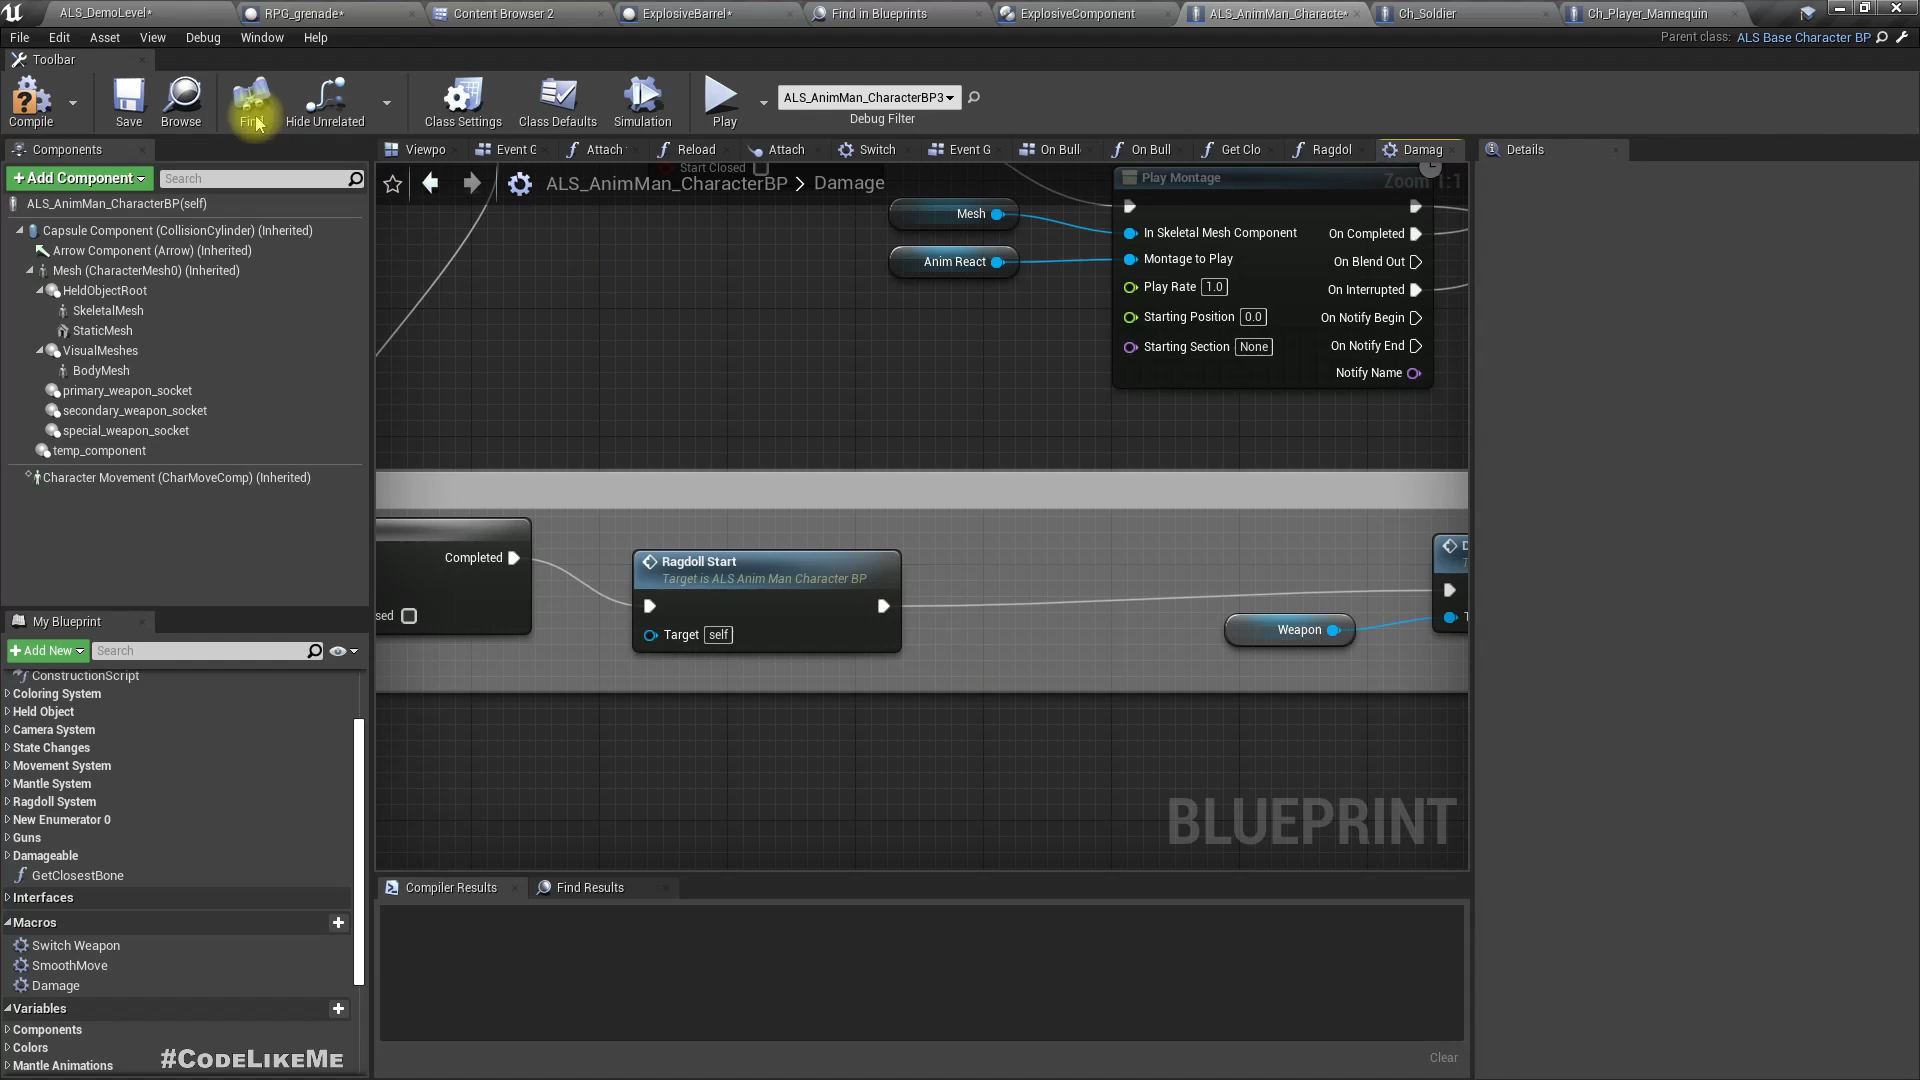 ALS_DemoLevel*
RPG_grenade*
Content Browser 2
ExplosiveBarrel*
Find in Blueprints
ExplosiveComponent
ALS_AnimMan_Characte*
Ch_Soldier
Ch_Player_Mannequin
File Edit Asset View Debug Window Help
Parent class: ALS Base Character BP
Toolbar
Compile
Save
Browse
Find
Hide Unrelated
Class Settings
Class Defaults
Simulation
Play
ALS_AnimMan_CharacterBP3
Debug Filter
Components
+Add Component
Search
ALS_AnimMan_CharacterBP(self)
Capsule Component (CollisionCylinder) (Inherited)
Arrow Component (Arrow) (Inherited)
Mesh (CharacterMesh0) (Inherited)
HeldObjectRoot
SkeletalMesh
StaticMesh
VisualMeshes
BodyMesh
primary_weapon_socket
secondary_weapon_socket
special_weapon_socket
temp_component
Character Movement (CharMoveComp) (Inherited)
My Blueprint
+Add New
Search
ConstructionScript
Coloring System
Held Object
Camera System
State Changes
Movement System
Mantle System
Ragdoll System
New Enumerator 0
Guns
Damageable
GetClosestBone
Interfaces
Macros
Switch Weapon
SmoothMove
Damage
Variables
Components
Colors
Mantle Animations
#CodeLikeMe
Viewpo
Event G
Attach
Reload
Attach
Switch
Event G
On Bull
On Bull
Get Clo
Ragdol
Damag
Start Closed
ALS_AnimMan_CharacterBP > Damage
Zoom 1:1
Mesh
Anim React
Play Montage
In Skeletal Mesh Component
Montage to Play
Play Rate 1.0
Starting Position 0.0
Starting Section None
On Completed
On Blend Out
On Interrupted
On Notify Begin
On Notify End
Notify Name
Completed
sed
Ragdoll Start
Target is ALS Anim Man Character BP
Target self
Weapon
BLUEPRINT
Compiler Results
Find Results
Clear
Details